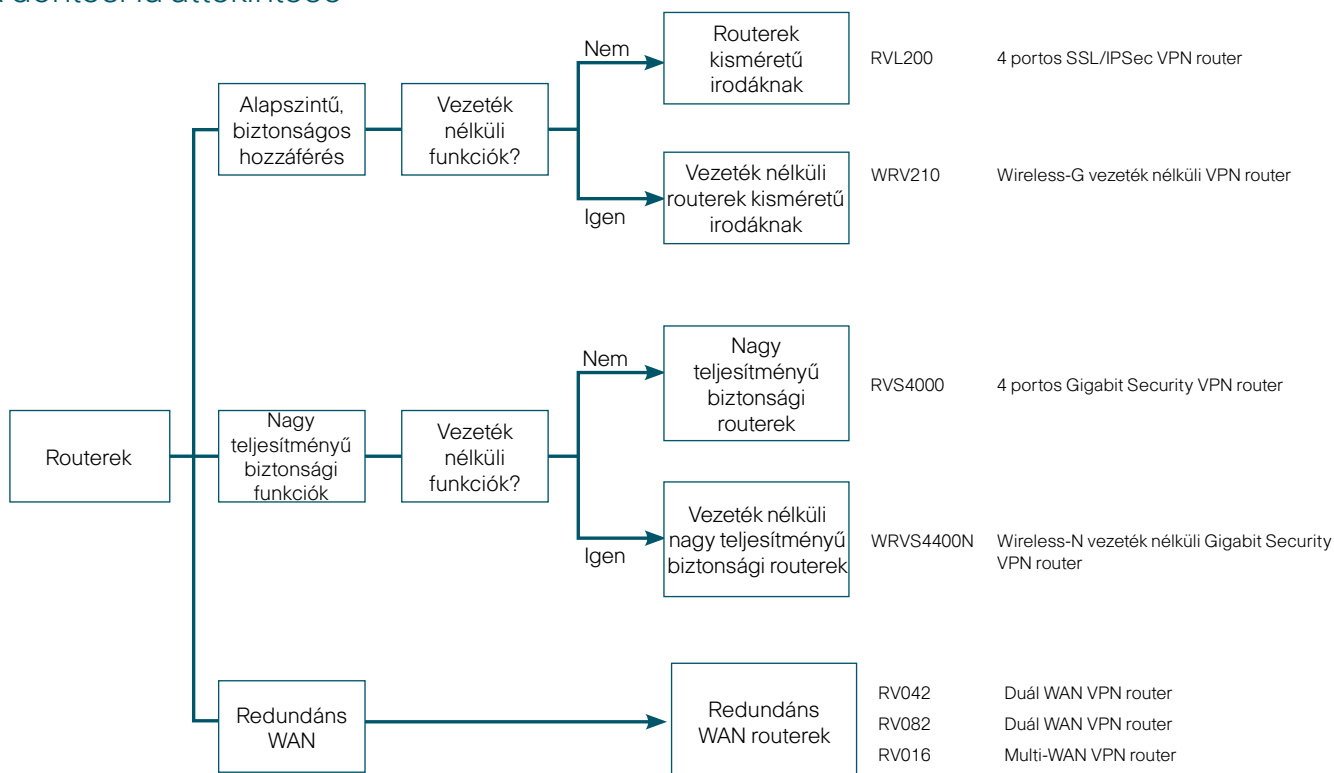 döntési fa áttekintése
Nem
Routerek
kisméretű
irodáknak
RVL200 4 portos SSL/IPSec VPN router
Alapszintű,
biztonságos
hozzáférés
Vezeték
nélküli
funkciók?
Vezeték nélküli
routerek kisméretű
irodáknak
WRV210 Wireless-G vezeték nélküli VPN router
Igen
Nem
Nagy
teljesítményű
biztonsági
routerek
RVS4000 4 portos Gigabit Security VPN router
Routerek
Nagy
teljesítményű
biztonsági
funkciók
Vezeték
nélküli
funkciók?
Igen
Vezeték nélküli
nagy teljesítményű
biztonsági routerek
WRVS4400N Wireless-N vezeték nélküli Gigabit Security
VPN router
Redundáns
WAN
Redundáns
WAN routerek
RV042 Duál WAN VPN router
RV082 Duál WAN VPN router
RV016 Multi-WAN VPN router